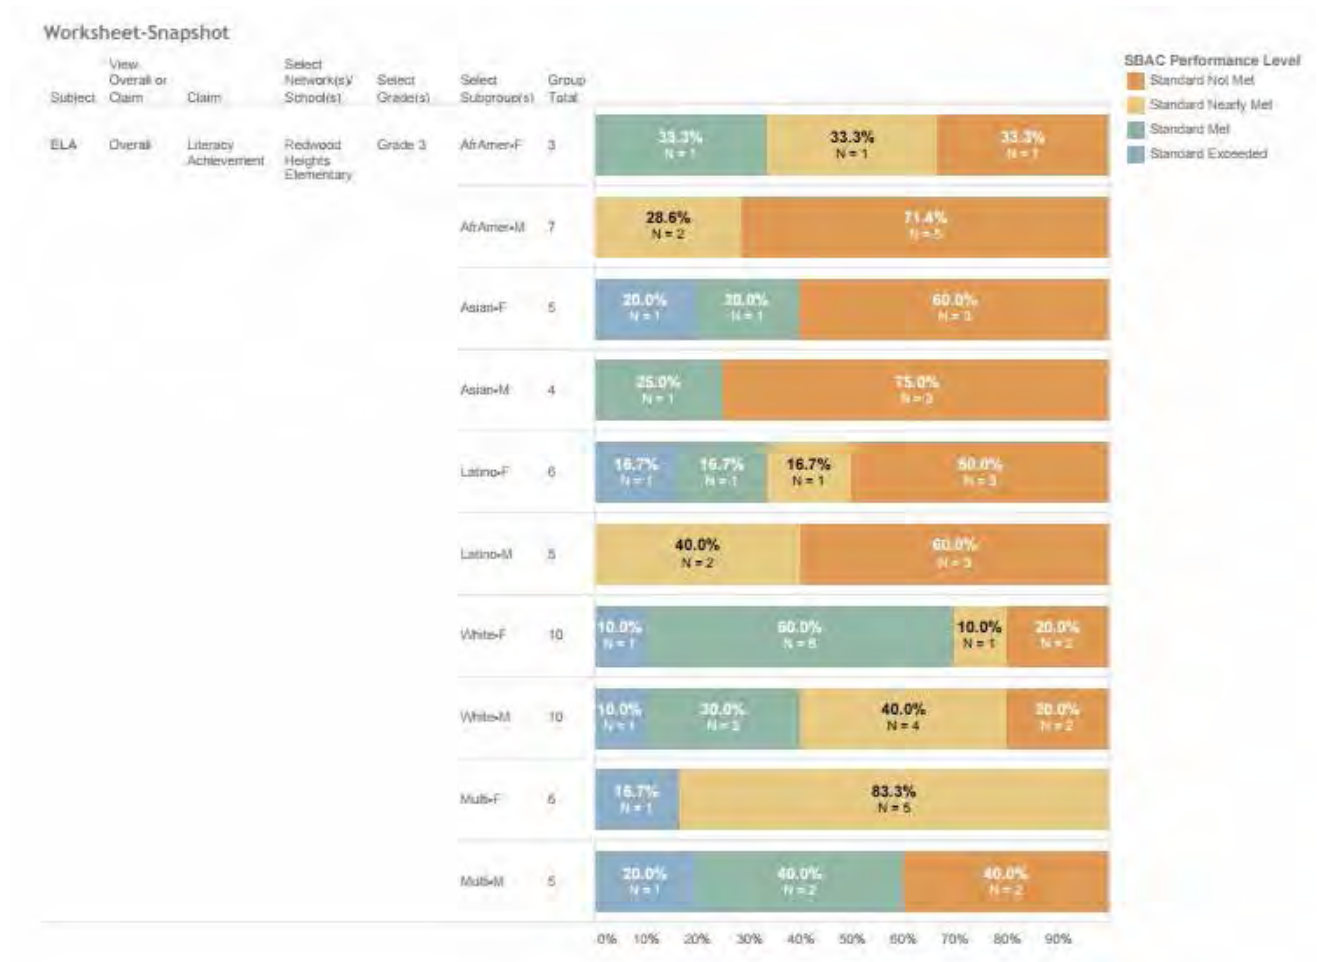 Worksheet-Snapshot
Subject
View Overall or Claim
Claim
Select Network(s)/ School(s)
Select Grade(s)
Select Subgroup(s)
Group Total
SBAC Performance Level
Standard Not Met
Standard Nearly Met
Standard Met
Standard Exceeded
ELA
Overall
Literacy Achievement
Redwood Heights Elementary
Grade 3
AfrAmer-F 3
33.3% 33.3% 33.3%
N = 1 N = 1 N = 1
AfrAmer-M 7
28.6% 71.4%
N = 2 N = 5
Asian-F 5
20.0% 20.0% 60.0%
N = 1 N = 1 N = 3
Asian-M 4
25.0% 75.0%
N = 1 N = 3
Latino-F 6
16.7% 16.7% 16.7% 50.0%
N = 1 N = 1 N = 1 N = 3
Latino-M 5
40.0% 60.0%
N = 2 N = 3
White-F 10
10.0% 60.0% 10.0% 20.0%
N = 1 N = 6 N = 1 N = 2
White-M 10
10.0% 30.0% 40.0% 20.0%
N = 1 N = 3 N = 4 N = 2
Multi-F 6
16.7% 83.3%
N = 1 N = 5
Multi-M 5
20.0% 40.0% 40.0%
N = 1 N = 2 N = 2
0% 10% 20% 30% 40% 50% 60% 70% 80% 90%